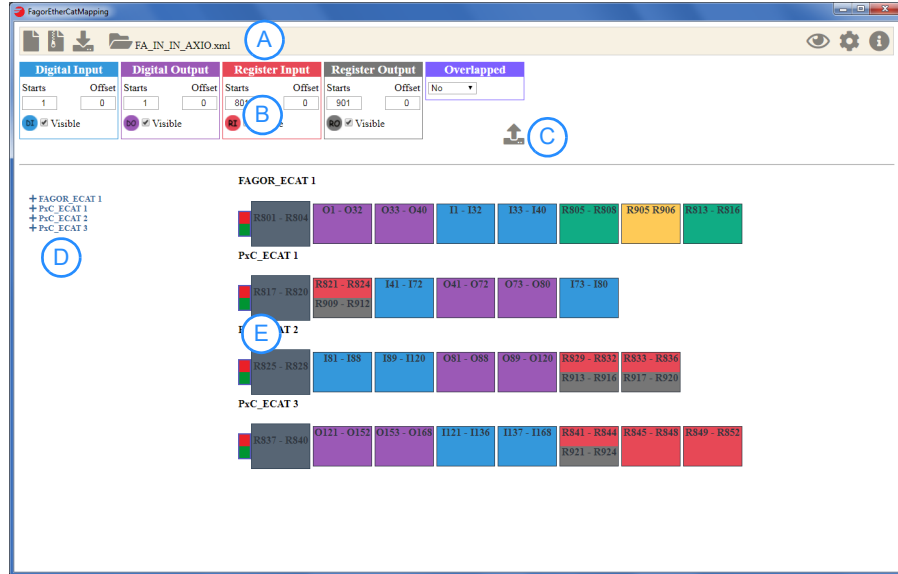 FagorEtherCatMapping
FA_IN_IN_AXIO.xml
A
Digital Input Digital Output Register Input Register Output Overlapped
Starts Offset Starts Offset Starts Offset Starts Offset No
1 0 1 0 0 901 0
DI Visible DO Visible RI B RO Visible
C
FAGOR_ECAT 1
FAGOR_ECAT 1
PxC_ECAT 1
PxC_ECAT 2
PxC_ECAT 3
D
R801 - R804 O1 - O32 O33 - O40 I1 - I32 I33 - I40 R805 - R808 R905 R906 R813 - R816
PxC_ECAT 1
R817 - R820 R821 - R824 I41 - I72 O41 - O72 O73 - O80 I73 - I80
R909 - R912
E ECAT 2
R825 - R828 I81 - I88 I89 - I120 O81 - O88 O89 - O120 R829 - R832 R833 - R836
R913 - R916 R917 - R920
PxC_ECAT 3
R837 - R840 O121 - O152 O153 - O168 I121 - I136 I137 - I168 R841 - R844 R845 - R848 R849 - R852
R921 - R924